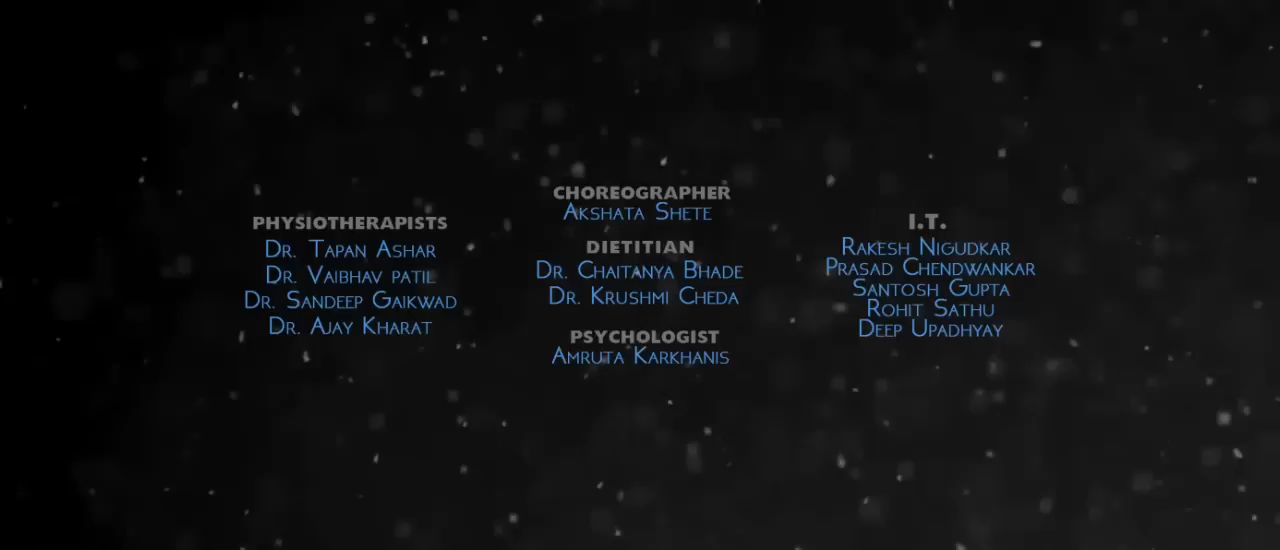 PHYSIOTHERAPISTS
DR. TAPAN ASHAR
DR. VAIBHAV PATIL
DR. SANDEEP GAIKWAD
DR. AJAY KHARAT
CHOREOGRAPHER
AKSHATA SHETE
DIETITIAN
DR. CHAITANYA BHADE
DR. KRUSHMI CHEDA
PSYCHOLOGIST
AMRUTA KARKHANIS
I.T.
RAKESH NIGUDKAR
PRASAD CHENDWANKAR
SANTOSH GUPTA
ROHIT SATHU
DEEP UPADHYAY